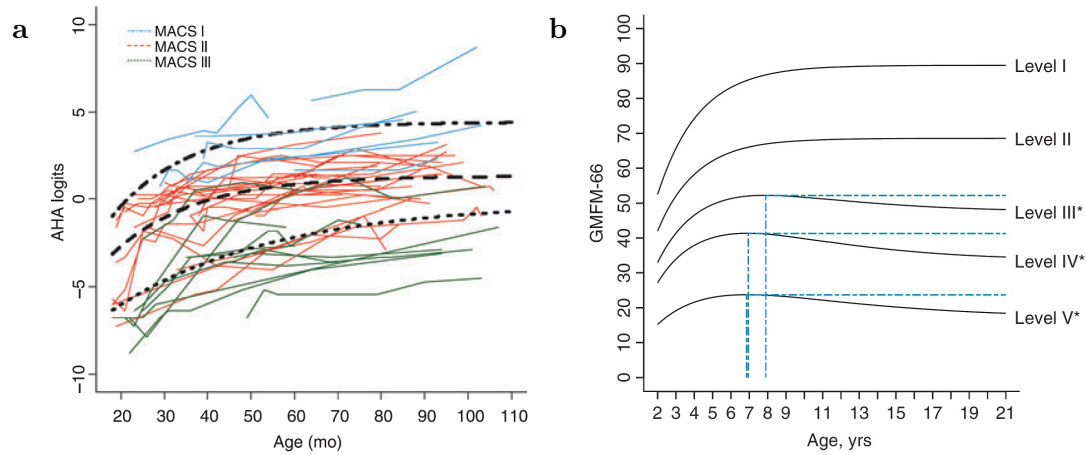 a
10
5
0
−5
−10
AHA logits
MACS I
MACS II
MACS III
20 30 40 50 60 70 80 90 100 110
Age (mo)
b
100
90
80
70
60
50
40
30
20
10
0
GMFM-66
Level I
Level II
Level III*
Level IV*
Level V*
2 3 4 5 6 7 8 9 11 13 15 17 19 21
Age, yrs